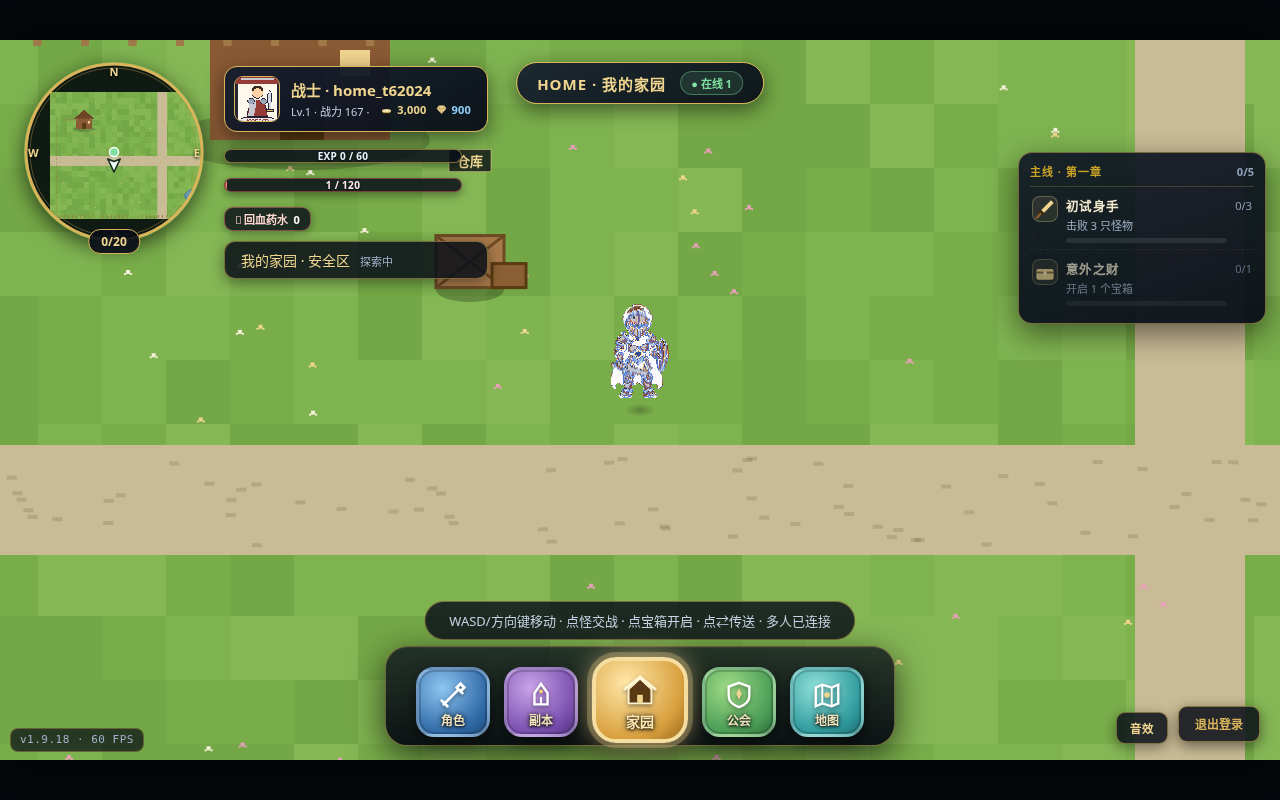 N
W
E
0/20
战士 · home_t62024
Lv.1 · 战力 167 ·
3,000
900
EXP 0 / 60
仓库
1 / 120
回血药水 0
我的家园 · 安全区 探索中
HOME · 我的家园
● 在线 1
主线 · 第一章 0/5
初试身手 0/3
击败 3 只怪物
意外之财 0/1
开启 1 个宝箱
WASD/方向键移动 · 点怪交战 · 点宝箱开启 · 点⇄传送 · 多人已连接
角色
副本
家园
公会
地图
v1.9.18 · 60 FPS
音效
退出登录